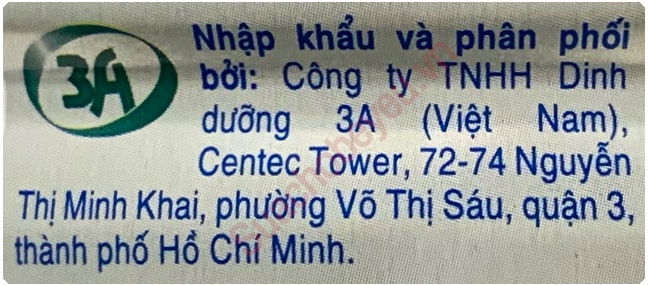 3A
Nhập khẩu và phân phối
bởi: Công ty TNHH Dinh
dưỡng 3A (Việt Nam),
Centec Tower, 72-74 Nguyễn
Thị Minh Khai, phường Võ Thị Sáu, quận 3,
thành phố Hồ Chí Minh.